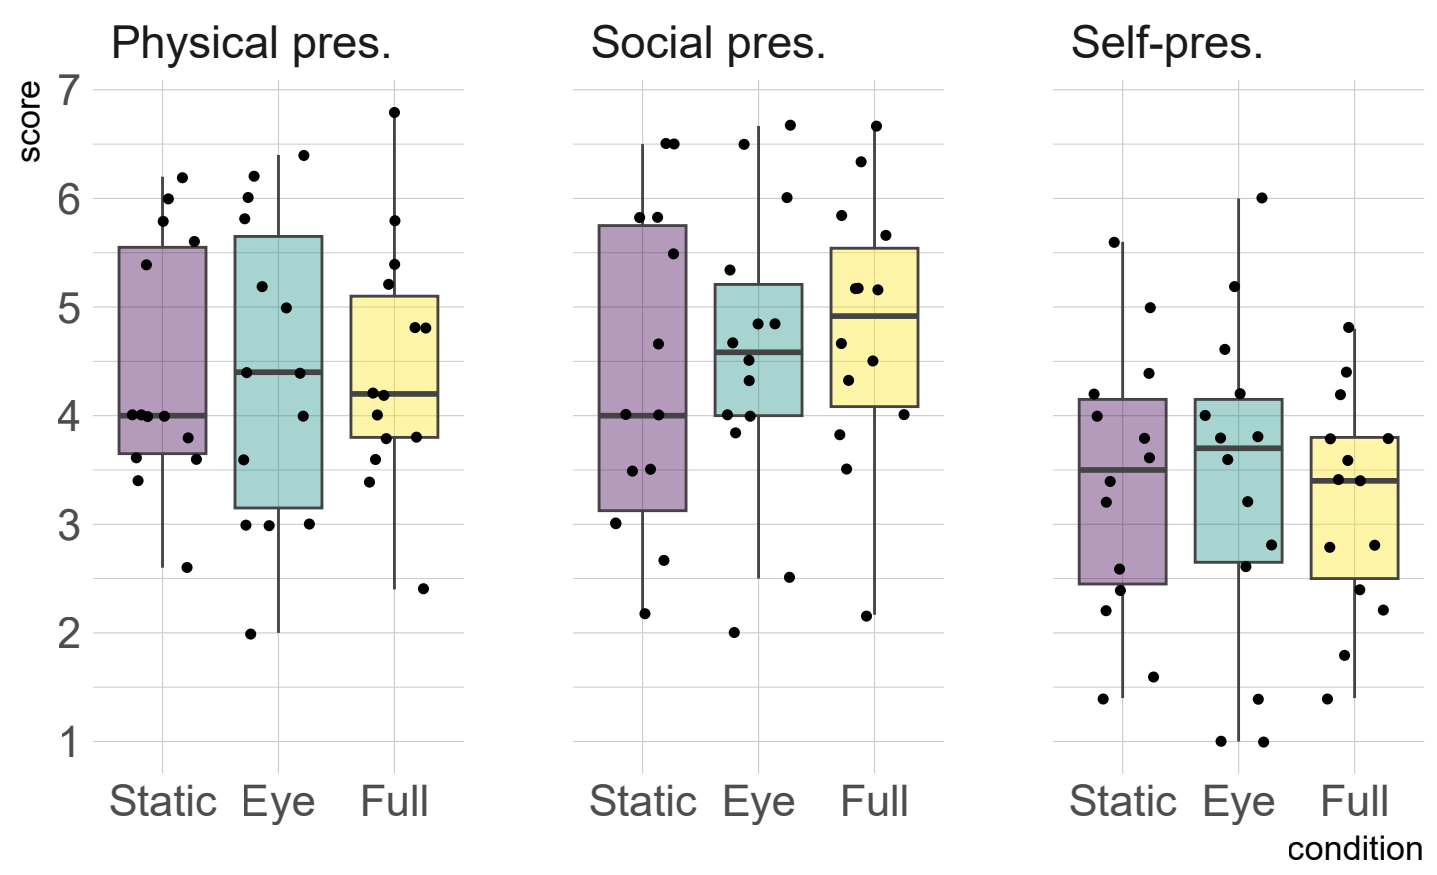 Physical pres. Social pres. Self-pres.
score
7
6
5
4
3
2
1
Static Eye Full Static Eye Full Static Eye Full
condition